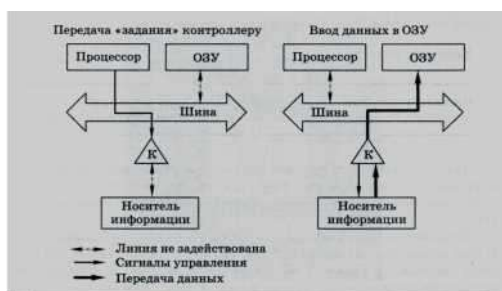 Передача «задания» контроллеру
Процессор
ОЗУ
Шина
К
Носитель
информации
Ввод данных в ОЗУ
Процессор
ОЗУ
Шина
К
Носитель
информации
Линия не задействована
Сигналы управления
Передача данных